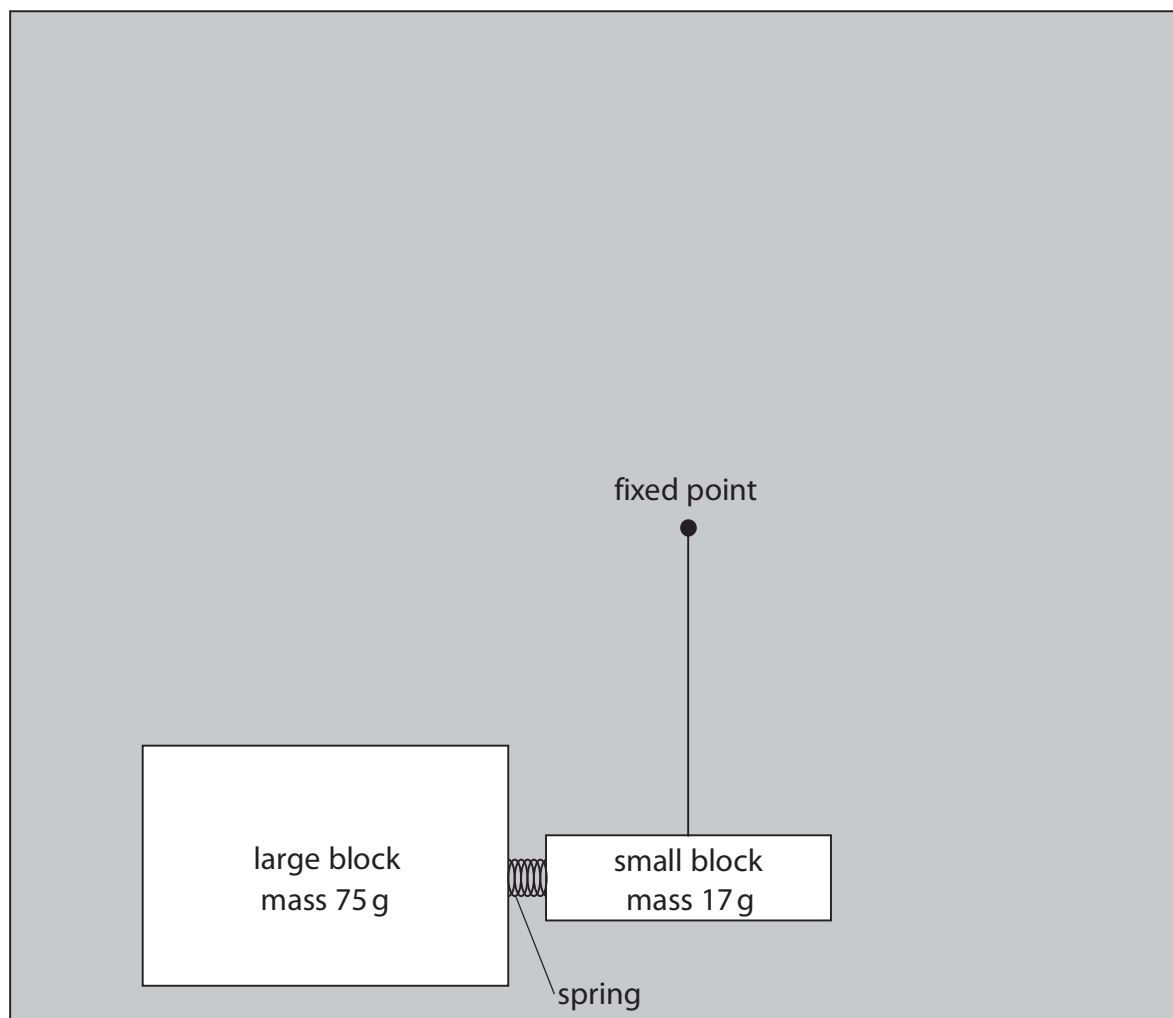 fixed point
large block
mass 75 g
small block
mass 17 g
spring